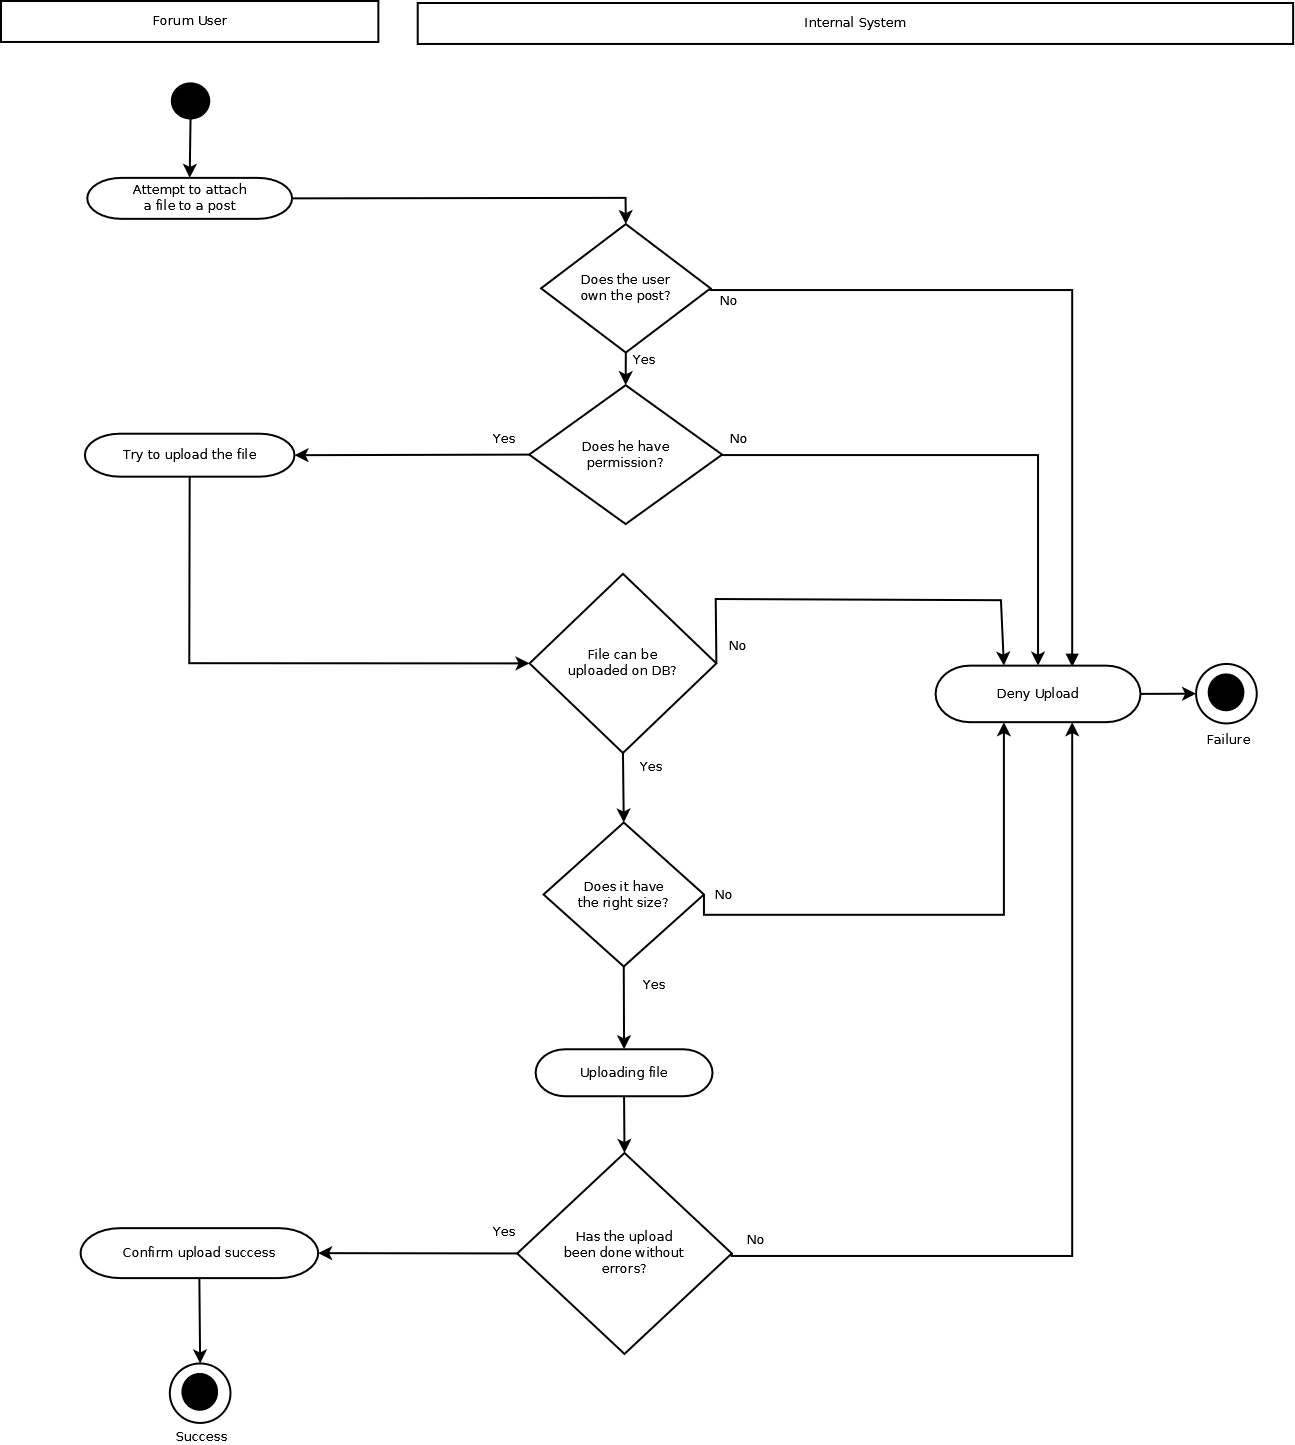 Forum User
Internal System
Attempt to attach
a file to a post
Does the user
own the post?
No
Yes
Does he have
permission?
Yes
No
Try to upload the file
File can be
uploaded on DB?
No
Yes
Deny Upload
Failure
Does it have
the right size?
No
Yes
Uploading file
Has the upload
been done without
errors?
Yes
No
Confirm upload success
Success